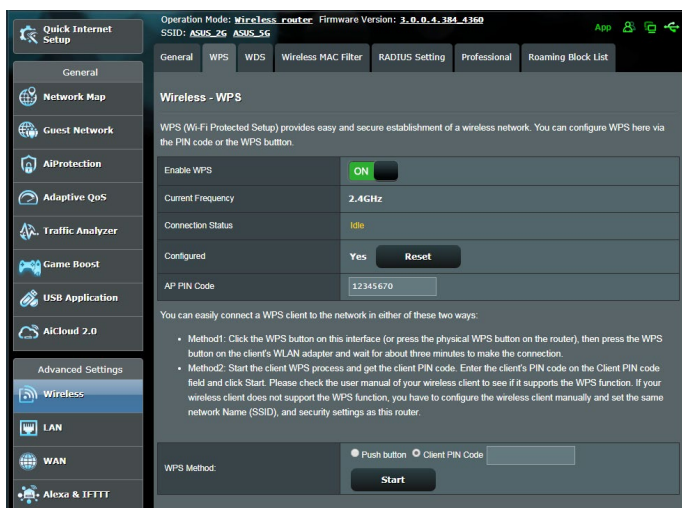 Quick Internet
Setup
Operation Mode: Wireless router Firmware Version: 3.0.0.4.384_4360
SSID: ASUS_2G ASUS_5G
App
General WPS WDS Wireless MAC Filter RADIUS Setting Professional Roaming Block List
General
Network Map
Guest Network
AiProtection
Adaptive QoS
Traffic Analyzer
Game Boost
USB Application
AiCloud 2.0
Advanced Settings
Wireless
LAN
WAN
Alexa & IFTTT
Wireless - WPS
WPS (Wi-Fi Protected Setup) provides easy and secure establishment of a wireless network. You can configure WPS here via
the PIN code or the WPS buttton.
Enable WPS ON
Current Frequency 2.4GHz
Connection Status Idle
Configured Yes Reset
AP PIN Code 12345670
You can easily connect a WPS client to the network in either of these two ways:
• Method1: Click the WPS button on this interface (or press the physical WPS button on the router), then press the WPS
button on the client's WLAN adapter and wait for about three minutes to make the connection.
• Method2: Start the client WPS process and get the client PIN code. Enter the client's PIN code on the Client PIN code
field and click Start. Please check the user manual of your wireless client to see if it supports the WPS function. If your
wireless client does not support the WPS function, you have to configure the wireless client manually and set the same
network Name (SSID), and security settings as this router.
WPS Method: Push button Client PIN Code
Start